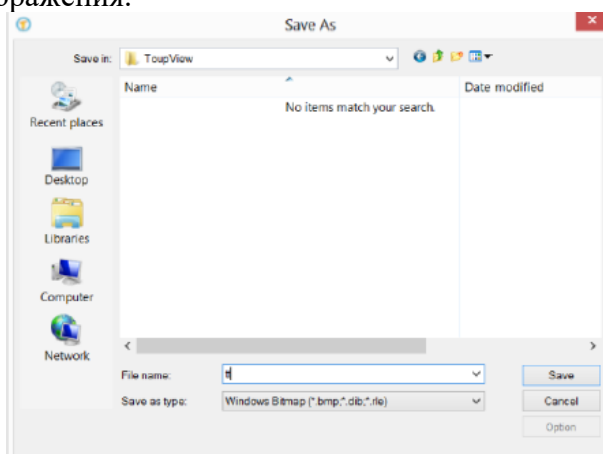 ображения.
Save As
Save in: ToupView
Name Date modified
No items match your search.
Recent places
Desktop
Libraries
Computer
Network
File name:
Save
Save as type: Windows Bitmap (*.bmp;*.dib;*.rle)
Cancel
Option